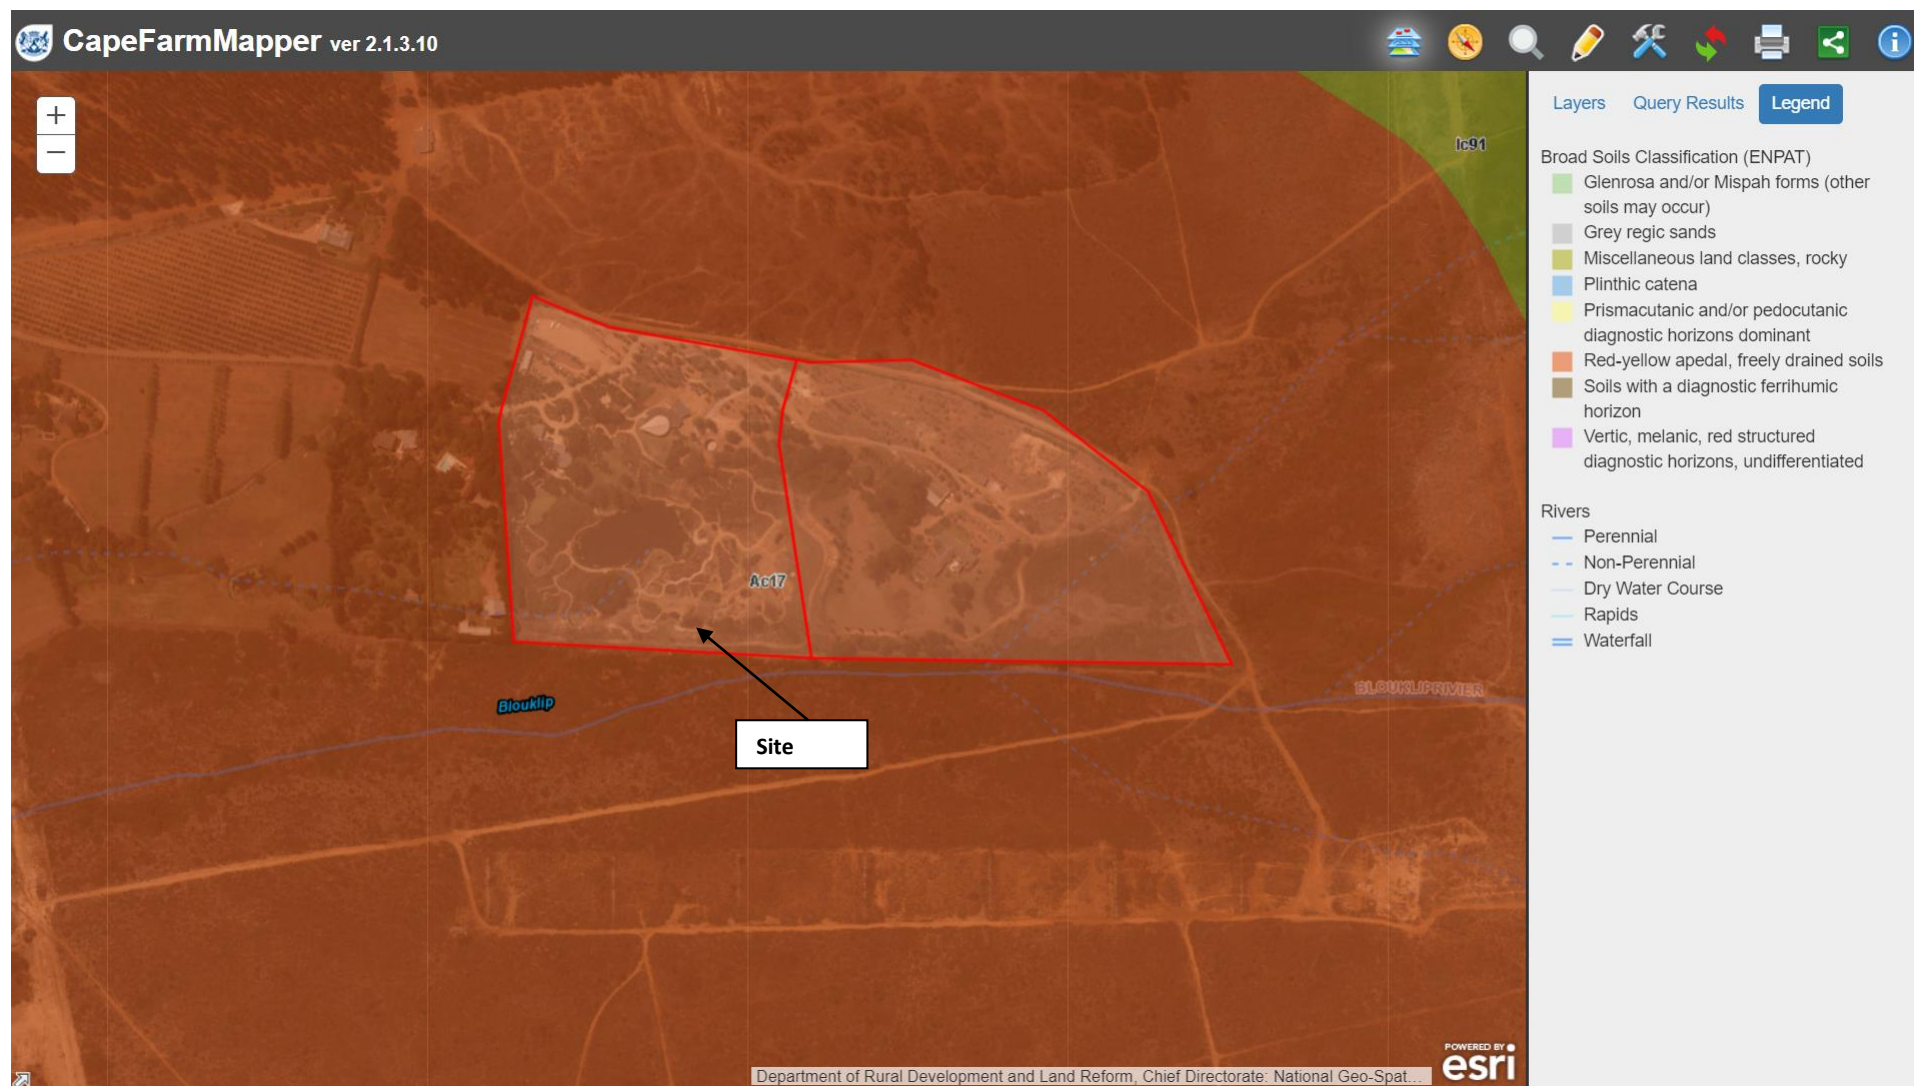 CapeFarmMapper ver 2.1.3.10
+
−
Layers Query Results Legend
Broad Soils Classification (ENPAT)
Glenrosa and/or Mispah forms (other
soils may occur)
Grey regic sands
Miscellaneous land classes, rocky
Plinthic catena
Prismacutanic and/or pedocutanic
diagnostic horizons dominant
Red-yellow apedal, freely drained soils
Soils with a diagnostic ferrihumic
horizon
Vertic, melanic, red structured
diagnostic horizons, undifferentiated
Rivers
Perennial
Non-Perennial
Dry Water Course
Rapids
Waterfall
Ic91
Ac17
Blouklip
BLOUKLIPRIVIER
Site
POWERED BY
esri
Department of Rural Development and Land Reform, Chief Directorate: National Geo-Spat...